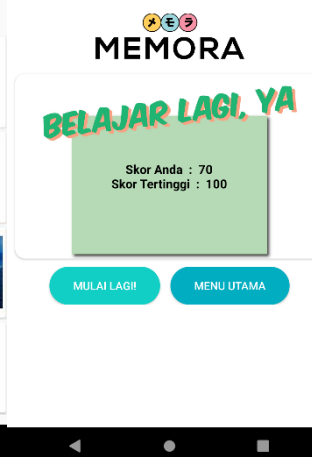 メモラ
MEMORA
BELAJAR LAGI, YA
Skor Anda : 70
Skor Tertinggi : 100
MULAI LAGI!
MENU UTAMA